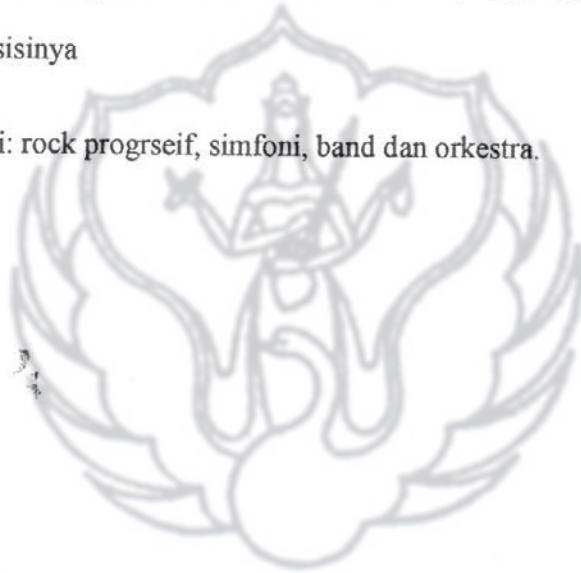 sisinya
i: rock progrseif, simfoni, band dan orkestra.